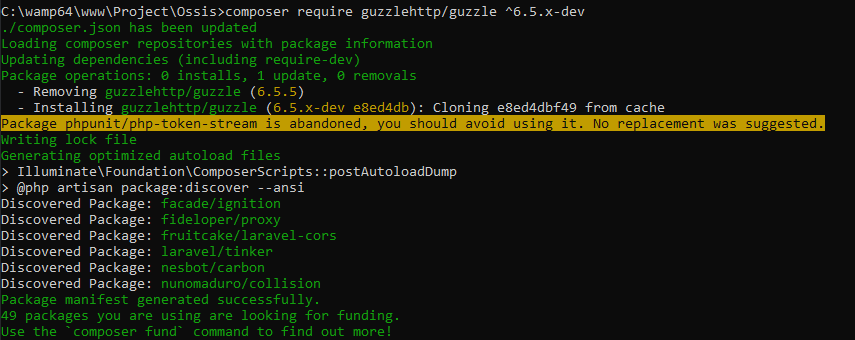 C:\wamp64\www\Project\Ossis>composer require guzzlehttp/guzzle ^6.5.x-dev
./composer.json has been updated
Loading composer repositories with package information
Updating dependencies (including require-dev)
Package operations: 0 installs, 1 update, 0 removals
  - Removing guzzlehttp/guzzle (6.5.5)
  - Installing guzzlehttp/guzzle (6.5.x-dev e8ed4db): Cloning e8ed4dbf49 from cache
Package phpunit/php-token-stream is abandoned, you should avoid using it. No replacement was suggested.
Writing lock file
Generating optimized autoload files
> Illuminate\Foundation\ComposerScripts::postAutoloadDump
> @php artisan package:discover --ansi
Discovered Package: facade/ignition
Discovered Package: fideloper/proxy
Discovered Package: fruitcake/laravel-cors
Discovered Package: laravel/tinker
Discovered Package: nesbot/carbon
Discovered Package: nunomaduro/collision
Package manifest generated successfully.
49 packages you are using are looking for funding.
Use the `composer fund` command to find out more!